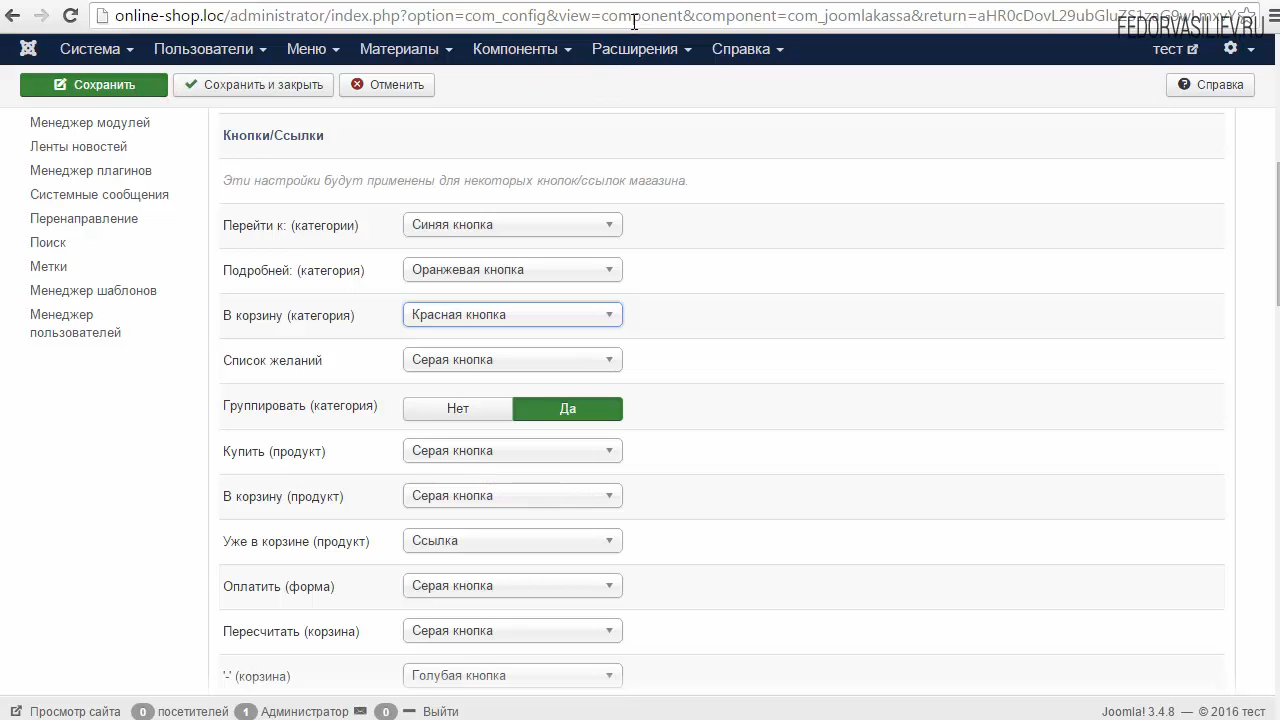 online-shop.loc/administrator/index.php?option=com_config&view=component&component=com_joomlakassa&return=
FEDORVASILIEV.RU
Система Пользователи Меню Материалы Компоненты Расширения Справка тест
Сохранить Сохранить и закрыть Отменить Справка
Менеджер модулей
Ленты новостей
Менеджер плагинов
Системные сообщения
Перенаправление
Поиск
Метки
Менеджер шаблонов
Менеджер
пользователей
Кнопки/Ссылки
Эти настройки будут применены для некоторых кнопок/ссылок магазина.
Перейти к: (категории) Синяя кнопка
Подробней: (категория) Оранжевая кнопка
В корзину (категория) Красная кнопка
Список желаний Серая кнопка
Группировать (категория) Нет Да
Купить (продукт) Серая кнопка
В корзину (продукт) Серая кнопка
Уже в корзине (продукт) Ссылка
Оплатить (форма) Серая кнопка
Пересчитать (корзина) Серая кнопка
'-' (корзина) Голубая кнопка
Просмотр сайта 0 посетителей 1 Администратор 0 Выйти Joomla! 3.4.8 — © 2016 тест